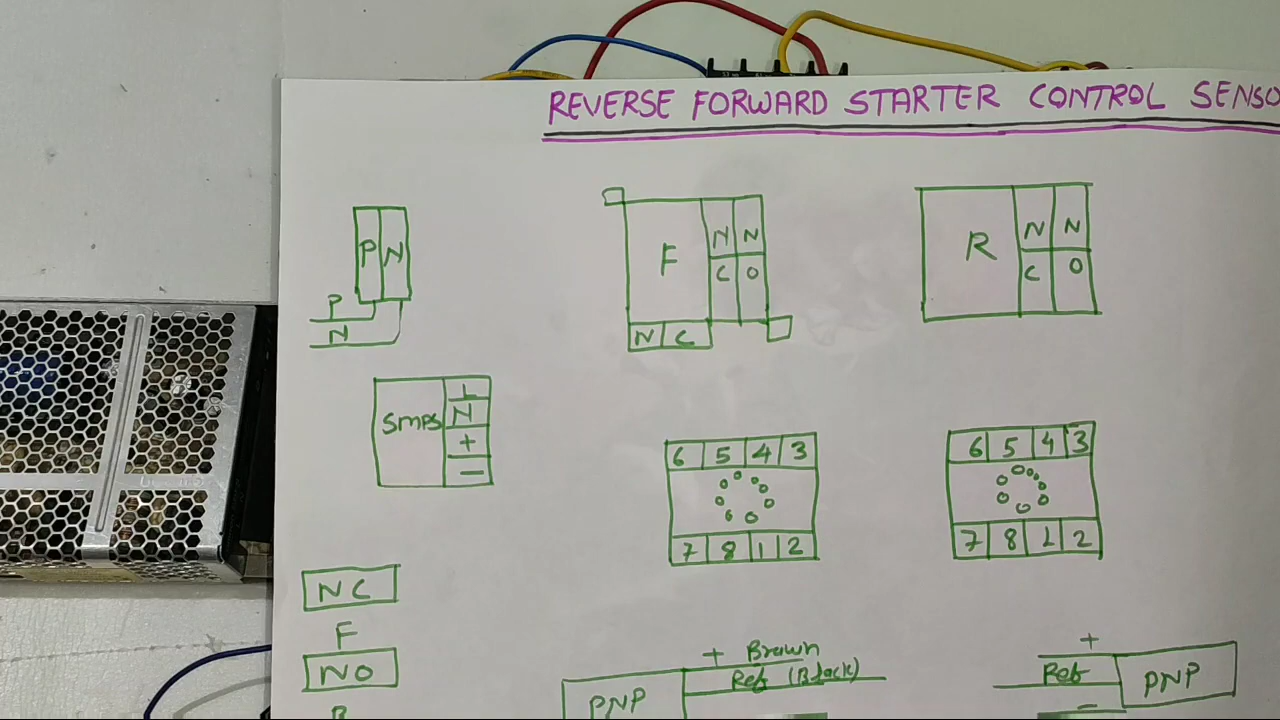 REVERSE FORWARD STARTER CONTROL SENSO
P N
P
N
F
N N
C O
N C
R
N N
C O
SMPS
L
N
+
-
6 5 4 3
7 8 1 2
6 5 4 3
7 8 1 2
NC
F
NO
R
+ Brown
Ref (Black)
PNP
+
Ref
-
PNP